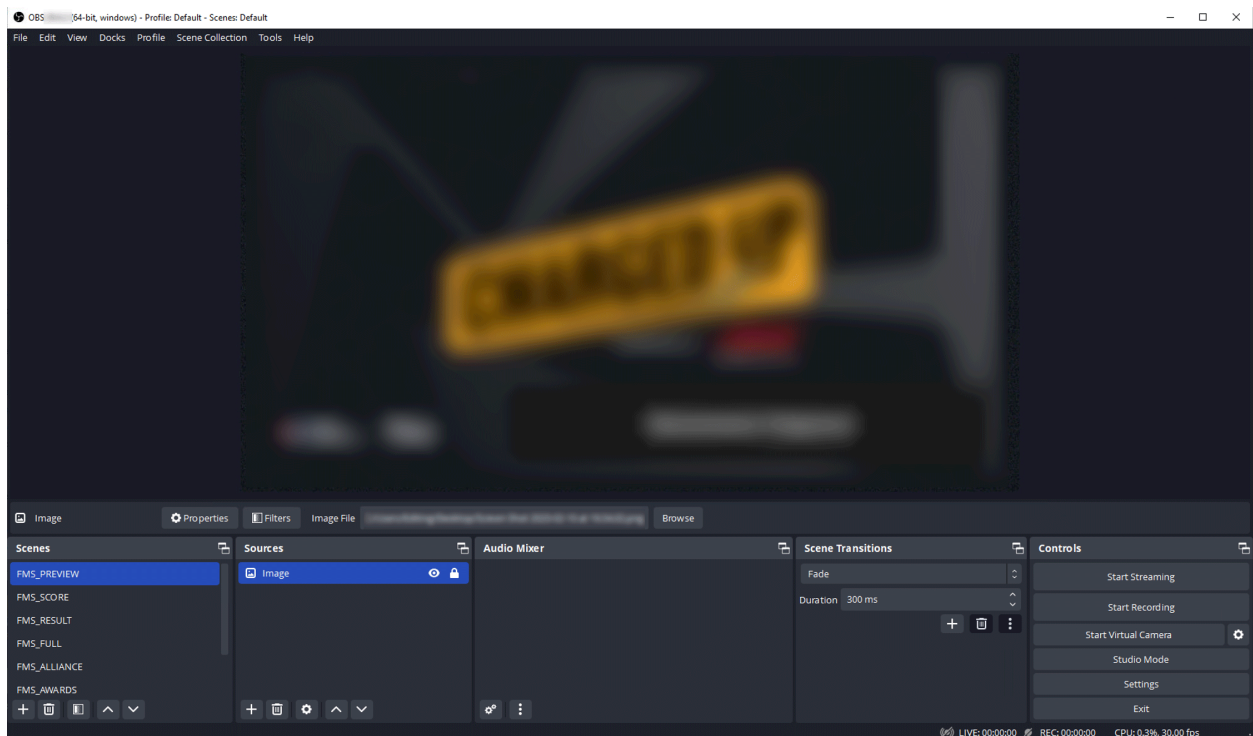 OBS (64-bit, windows) - Profile: Default - Scenes: Default
File Edit View Docks Profile Scene Collection Tools Help
CHARGED UP
Image Properties Filters Image File Browse
Scenes Sources Audio Mixer Scene Transitions Controls
FMS_PREVIEW Image Fade Start Streaming
FMS_SCORE Duration 300 ms Start Recording
FMS_RESULT
FMS_FULL Start Virtual Camera
FMS_ALLIANCE Studio Mode
FMS_AWARDS Settings
Exit
LIVE: 00:00:00 REC: 00:00:00 CPU: 0.3%, 30.00 fps